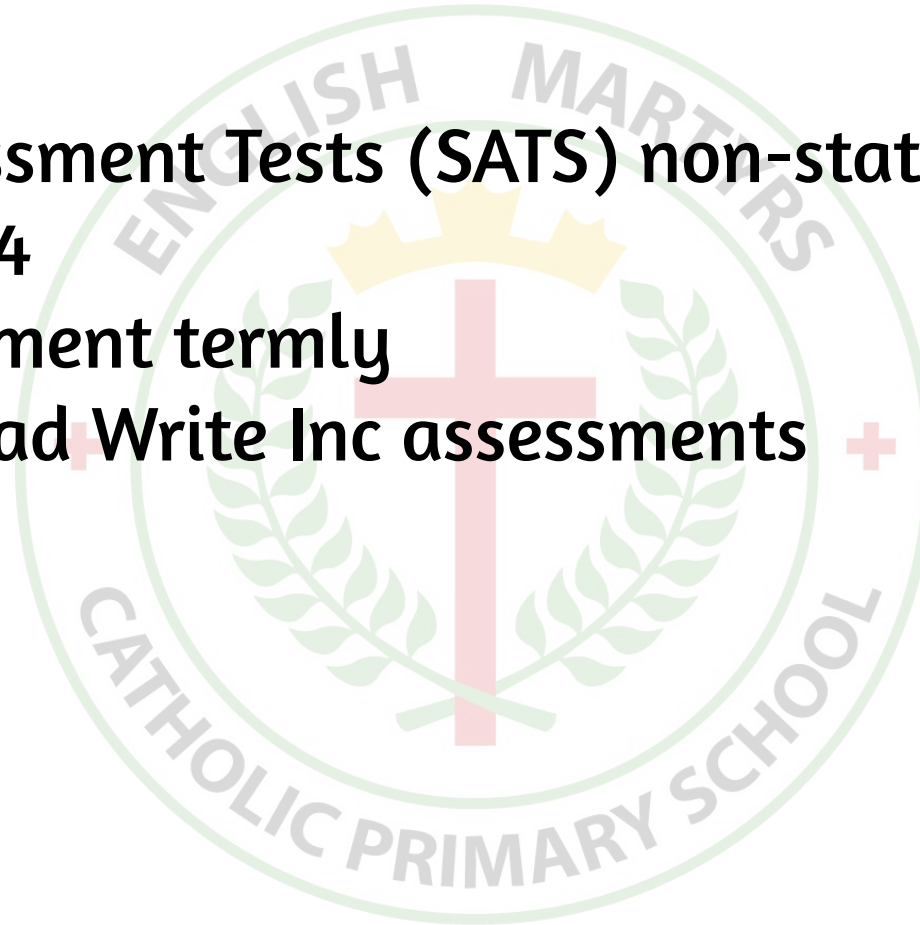 ENGLISH MARTYRS
ssment Tests (SATS) non-stat
4
ment termly
ad Write Inc assessments
CATHOLIC PRIMARY SCHOOL